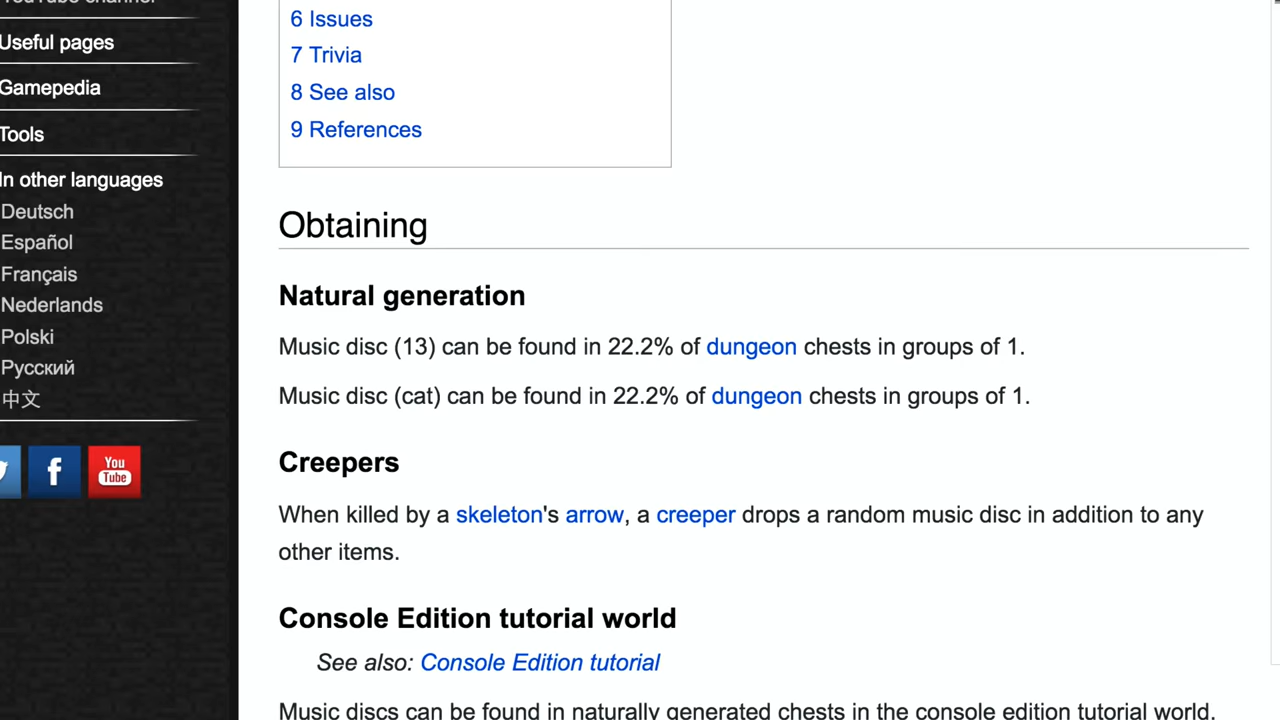 YouTube channel
Useful pages
Gamepedia
Tools
In other languages
Deutsch
Español
Français
Nederlands
Polski
Русский
中文
You
Tube
6 Issues
7 Trivia
8 See also
9 References
Obtaining
Natural generation
Music disc (13) can be found in 22.2% of dungeon chests in groups of 1.
Music disc (cat) can be found in 22.2% of dungeon chests in groups of 1.
Creepers
When killed by a skeleton's arrow, a creeper drops a random music disc in addition to any
other items.
Console Edition tutorial world
See also: Console Edition tutorial
Music discs can be found in naturally generated chests in the console edition tutorial world.